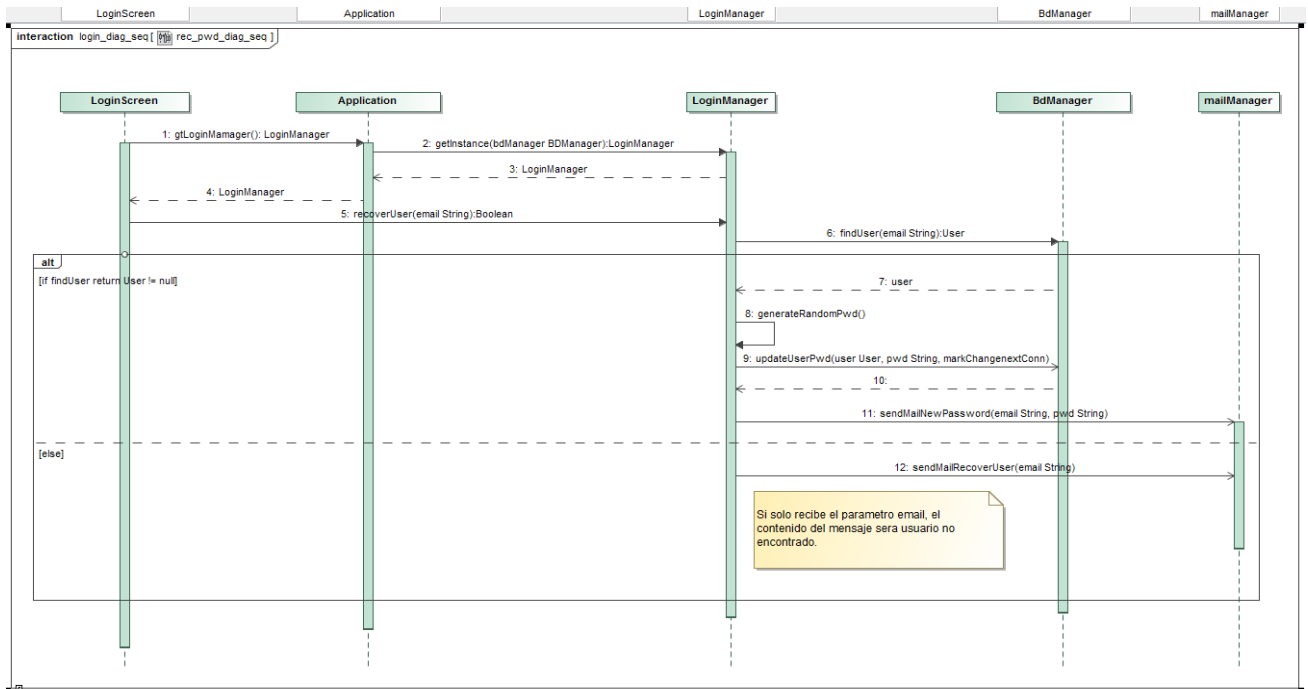 LoginScreen Application LoginManager BdManager mailManager
interaction login_diag_seq[ rec_pwd_diag_seq ]
LoginScreen Application LoginManager BdManager mailManager
1: gtLoginMamager(): LoginManager
2: getInstance(bdManager BDManager):LoginManager
3: LoginManager
4: LoginManager
5: recoverUser(email String):Boolean
6: findUser(email String):User
alt
[if findUser return User != null]
7: user
8: generateRandomPwd()
9: updateUserPwd(user User, pwd String, markChangenextConn)
10:
11: sendMailNewPassword(email String, pwd String)
[else]
12: sendMailRecoverUser(email String)
Si solo recibe el parametro email, el
contenido del mensaje sera usuario no
encontrado.